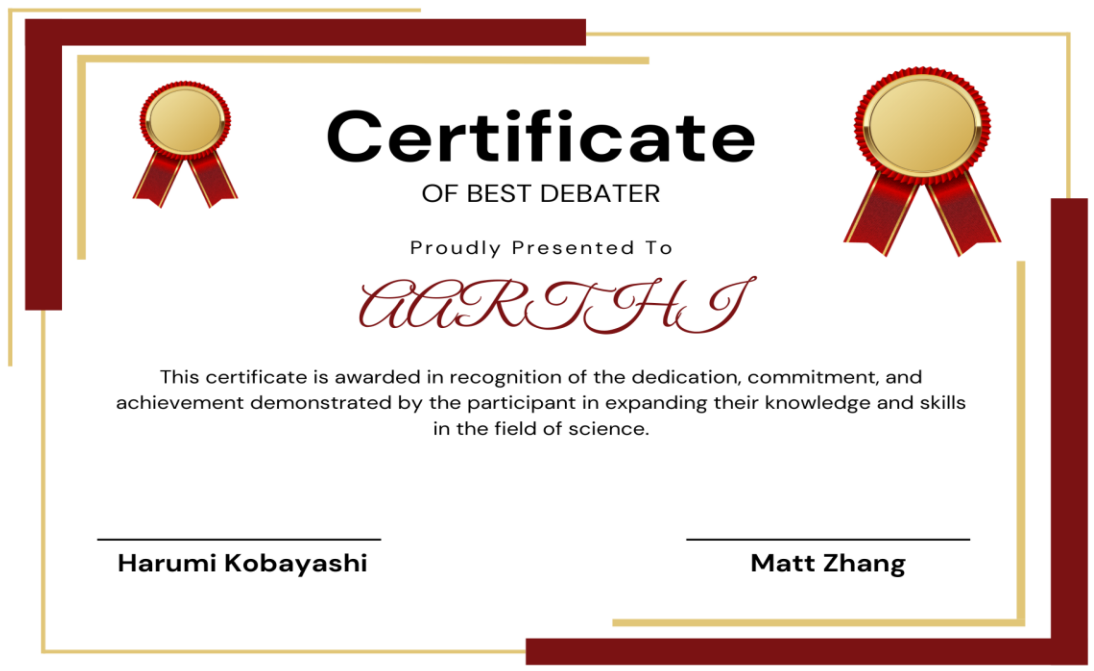 Certificate
OF BEST DEBATER
Proudly Presented To
AARTHI
This certificate is awarded in recognition of the dedication, commitment, and
achievement demonstrated by the participant in expanding their knowledge and skills
in the field of science.
Harumi Kobayashi
Matt Zhang